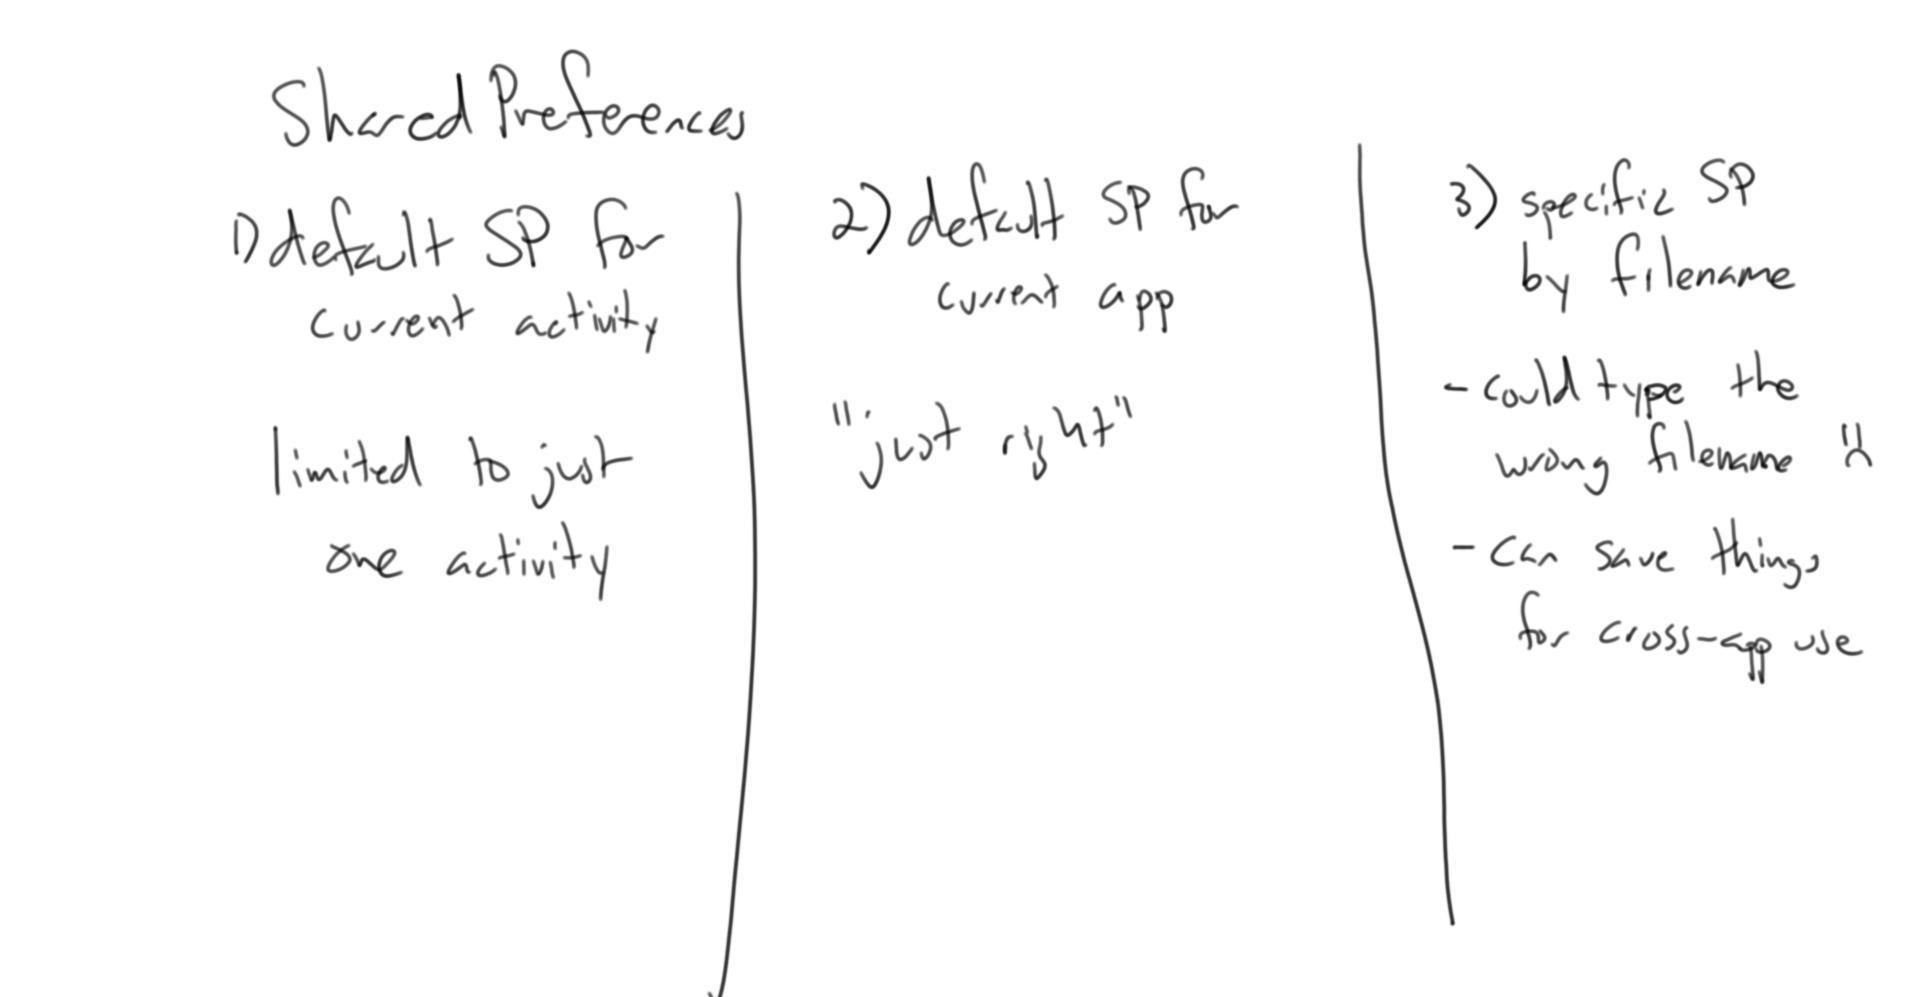 SharedPreferences
1) default SP for
current activity
limited to just
one activity
2) default SP for
current app
"just right"
3) specific SP
by filename
- could type the
wrong filename :(
- can save things
for cross-app use